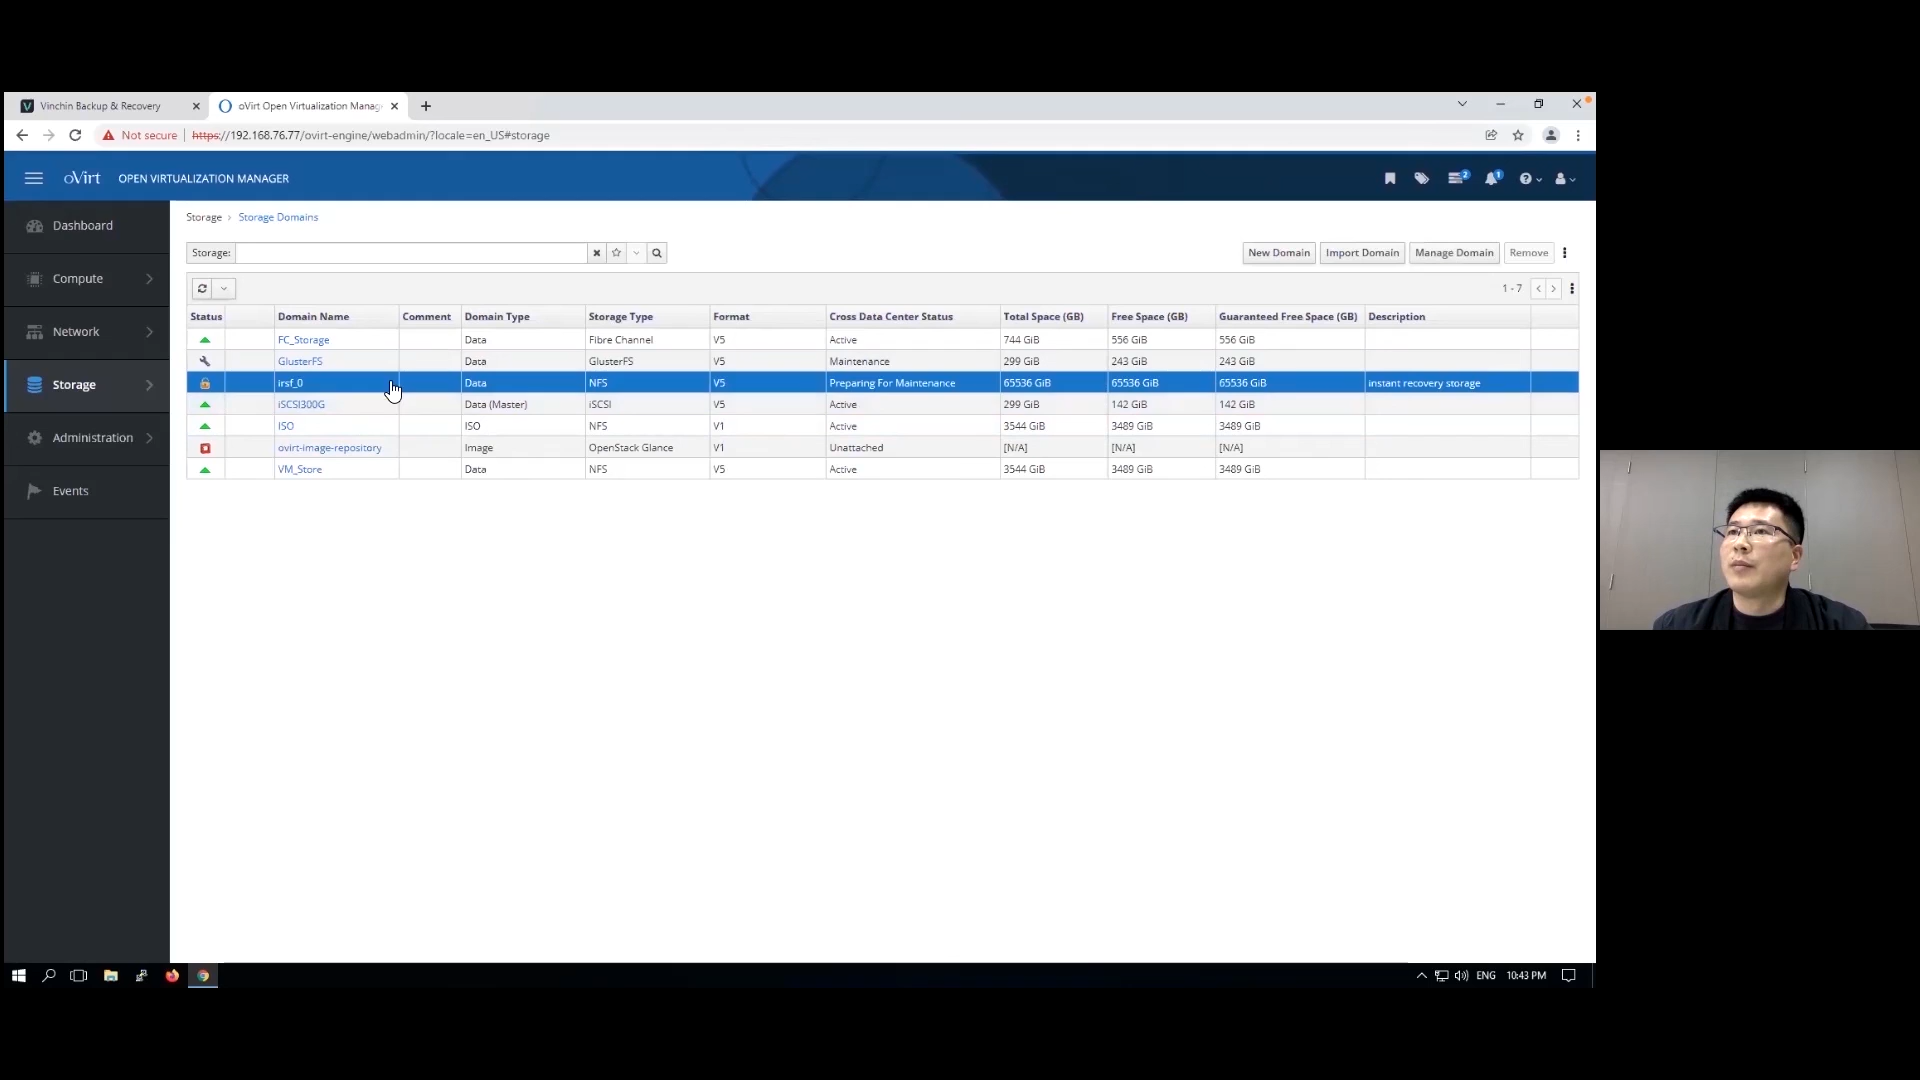 Vinchin Backup & Recovery
oVirt Open Virtualization Manag
Not secure https://192.168.76.77/ovirt-engine/webadmin/?locale=en_US#storage
oVirt OPEN VIRTUALIZATION MANAGER 2 1
Dashboard
Compute
Network
Storage
Administration
Events
Storage › Storage Domains
Storage: New Domain Import Domain Manage Domain Remove
1 - 7
Status Domain Name Comment Domain Type Storage Type Format Cross Data Center Status Total Space (GB) Free Space (GB) Guaranteed Free Space (GB) Description
FC_Storage Data Fibre Channel V5 Active 744 GiB 556 GiB 556 GiB
GlusterFS Data GlusterFS V5 Maintenance 299 GiB 243 GiB 243 GiB
irsf_0 Data NFS V5 Preparing For Maintenance 65536 GiB 65536 GiB 65536 GiB instant recovery storage
iSCSI300G Data (Master) iSCSI V5 Active 299 GiB 142 GiB 142 GiB
ISO ISO NFS V1 Active 3544 GiB 3489 GiB 3489 GiB
ovirt-image-repository Image OpenStack Glance V1 Unattached [N/A] [N/A] [N/A]
VM_Store Data NFS V5 Active 3544 GiB 3489 GiB 3489 GiB
ENG 10:43 PM